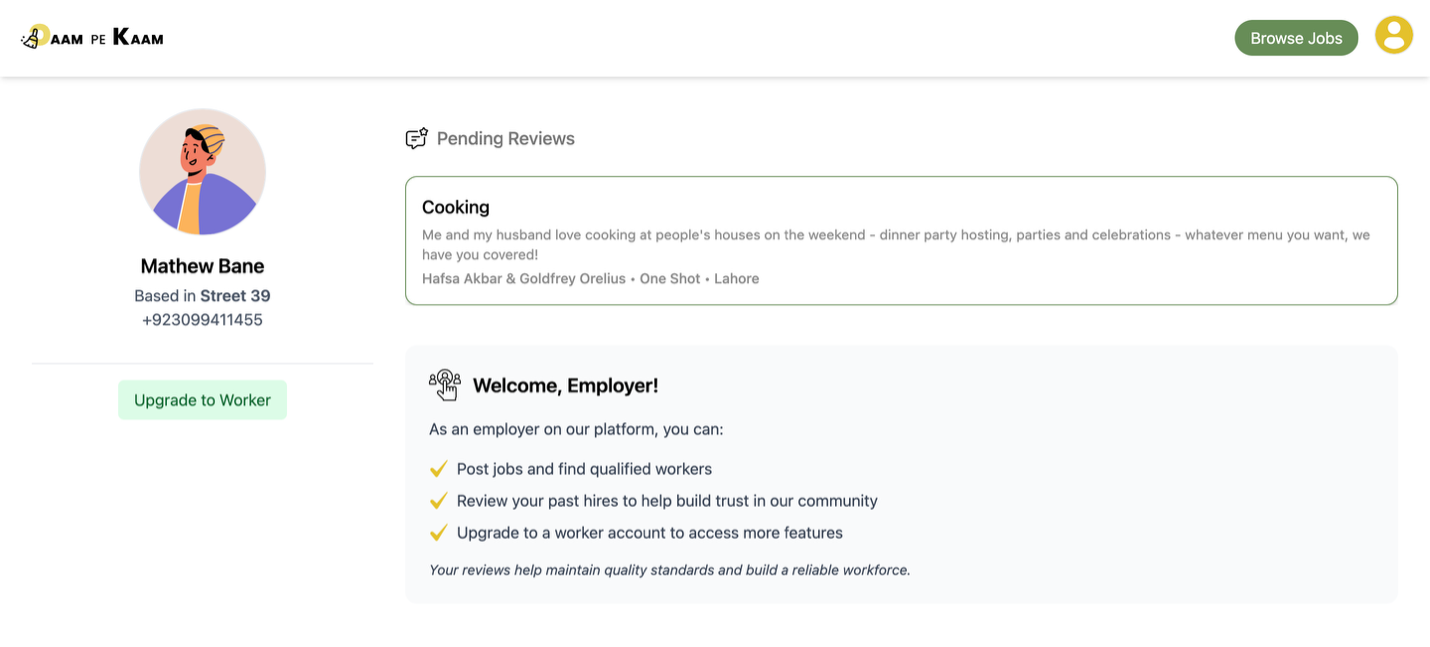 DAAM PE KAAM
Browse Jobs
Mathew Bane
Based in Street 39
+923099411455
Upgrade to Worker
Pending Reviews
Cooking
Me and my husband love cooking at people's houses on the weekend - dinner party hosting, parties and celebrations - whatever menu you want, we
have you covered!
Hafsa Akbar & Goldfrey Orelius • One Shot • Lahore
Welcome, Employer!
As an employer on our platform, you can:
Post jobs and find qualified workers
Review your past hires to help build trust in our community
Upgrade to a worker account to access more features
Your reviews help maintain quality standards and build a reliable workforce.